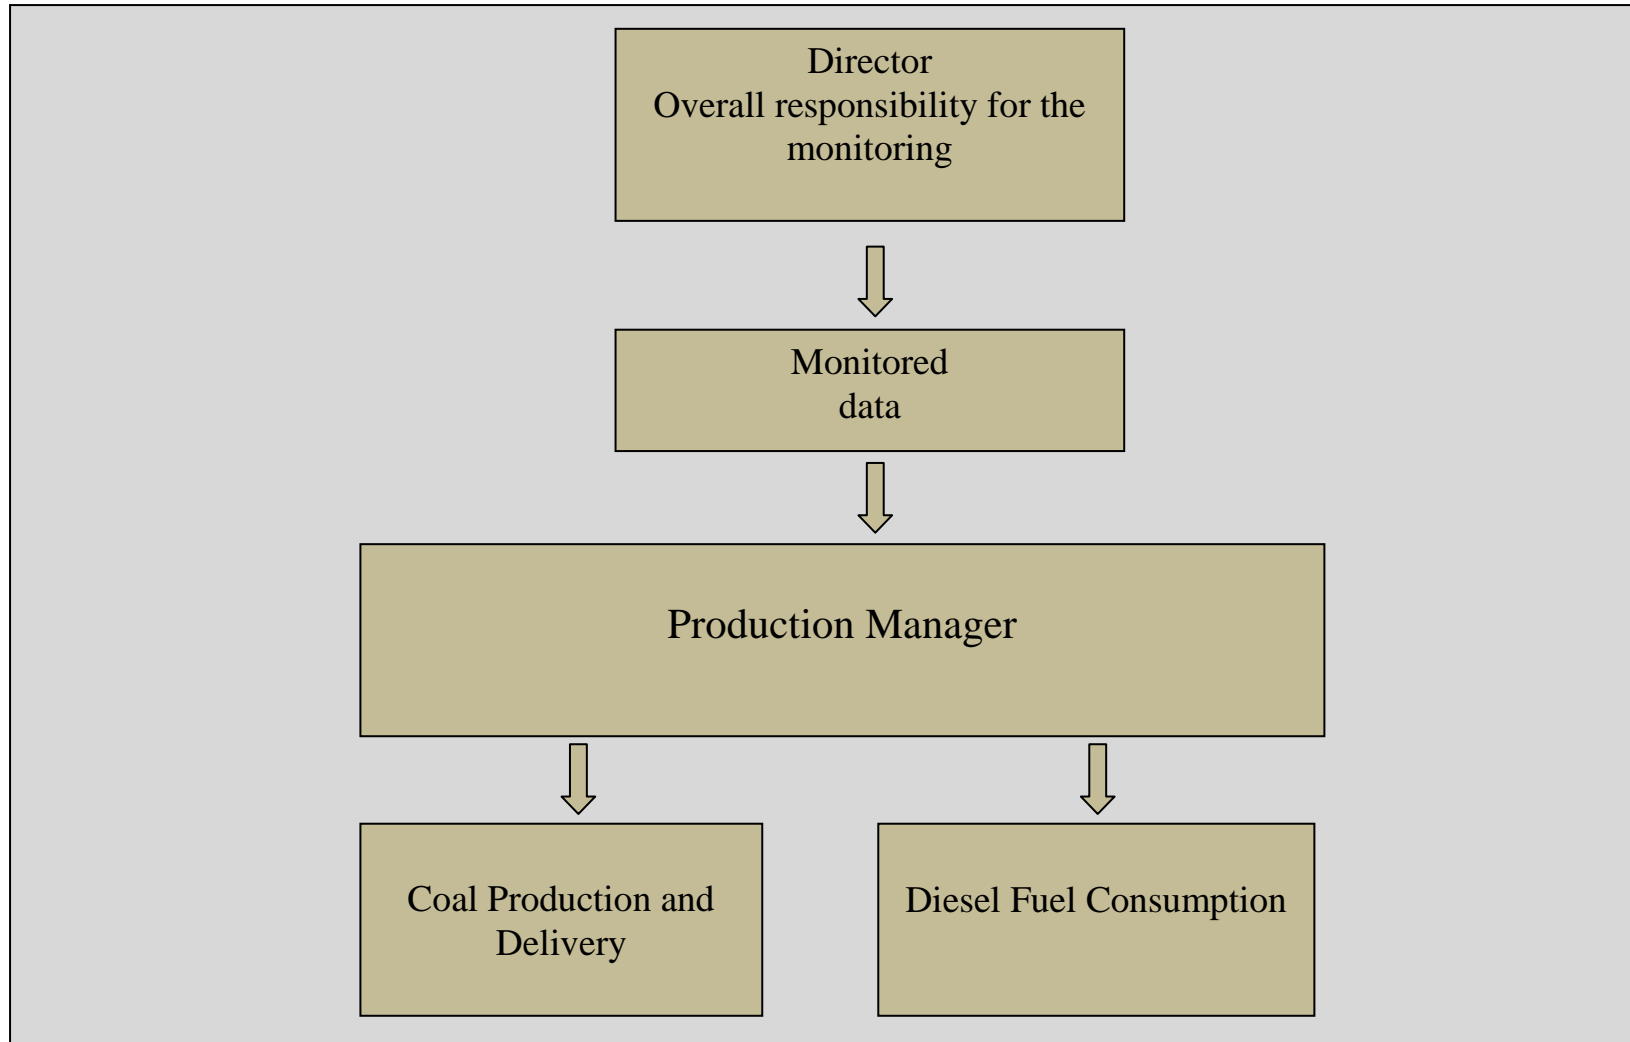 Director
Overall responsibility for the
monitoring
Monitored
data
Production Manager
Coal Production and
Delivery
Diesel Fuel Consumption